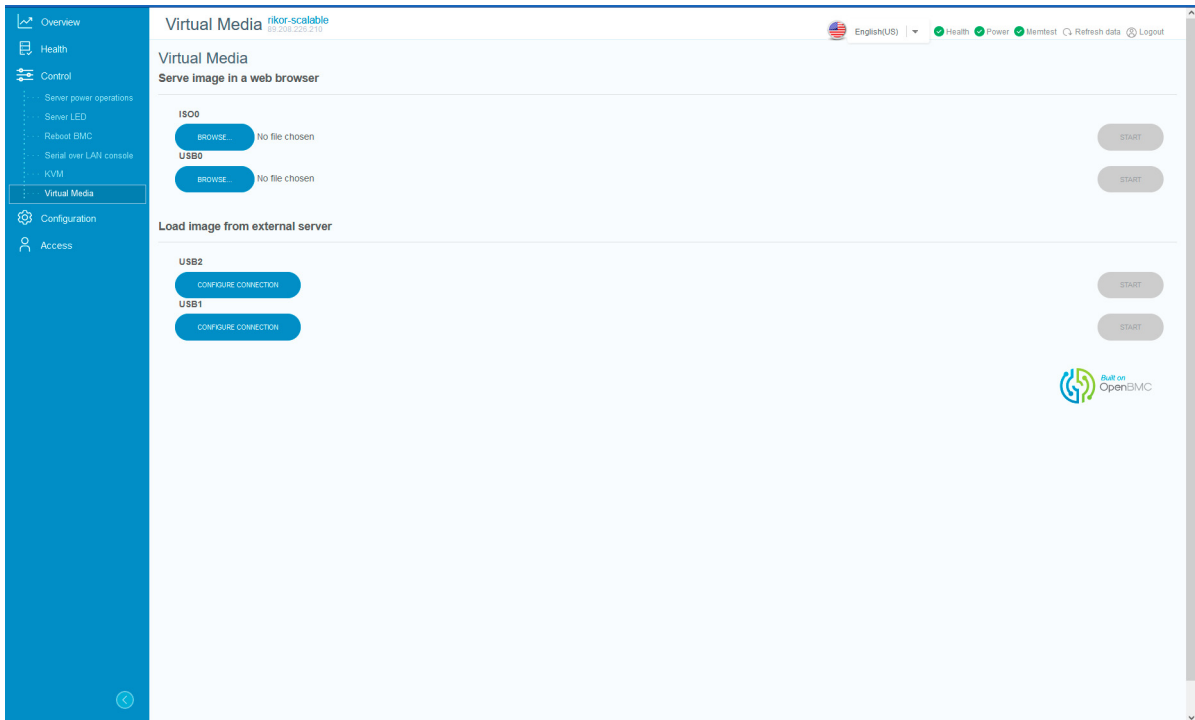 Overview
Health
Control
Server power operations
Server LED
Reboot BMC
Serial over LAN console
KVM
Virtual Media
Configuration
Access
Virtual Media rikor-scalable
89.208.226.210
English(US) Health Power Memtest Refresh data Logout
Virtual Media
Serve image in a web browser
ISO0
BROWSE... No file chosen START
USB0
BROWSE... No file chosen START
Load image from external server
USB2
CONFIGURE CONNECTION START
USB1
CONFIGURE CONNECTION START
Built on
OpenBMC